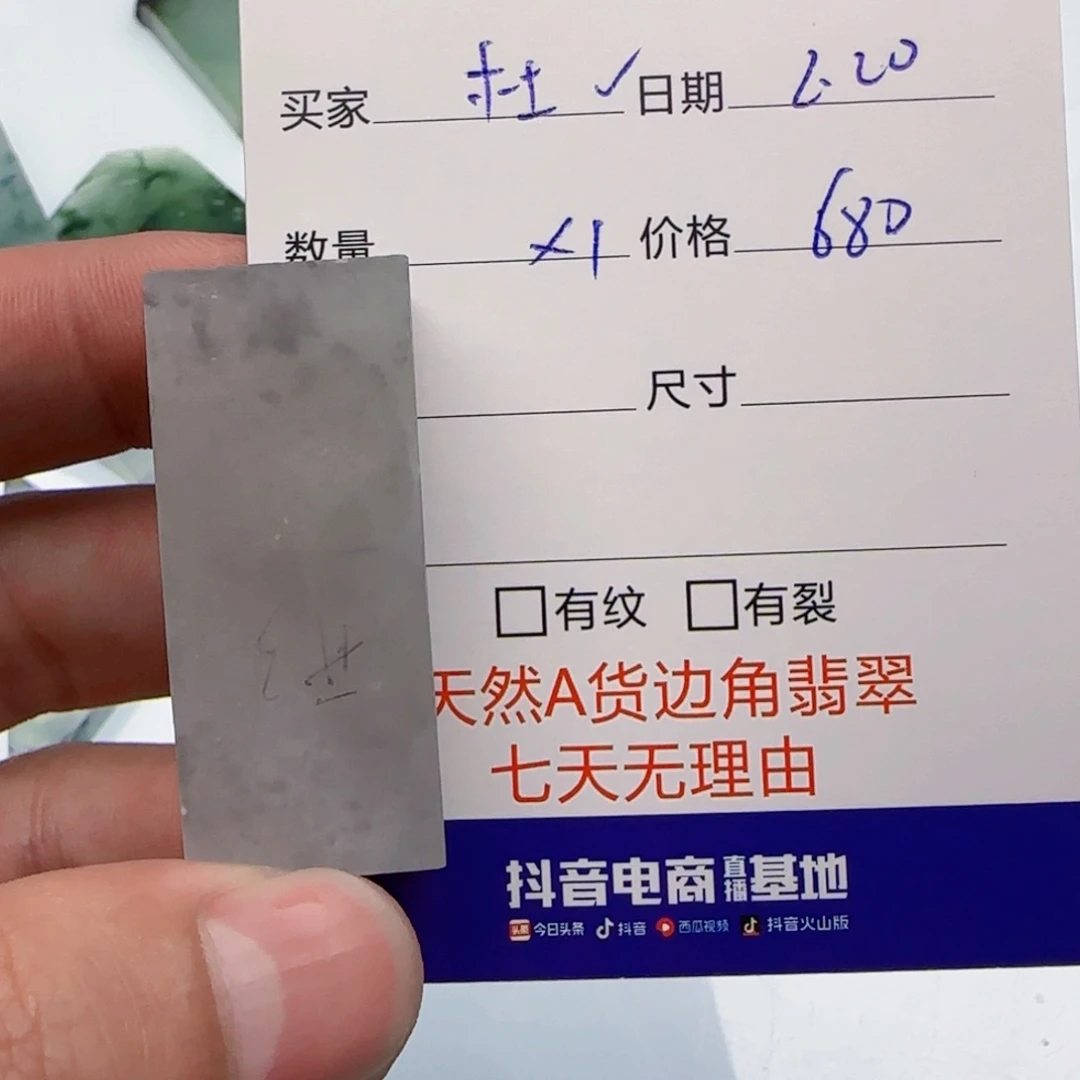 买家 杜 ✓ 日期 6.20
数量 ×1 价格 680
尺寸
□有纹 □有裂
天然A货边角翡翠
七天无理由
抖音电商直播基地
头条 今日头条 抖音 西瓜视频 抖音火山版